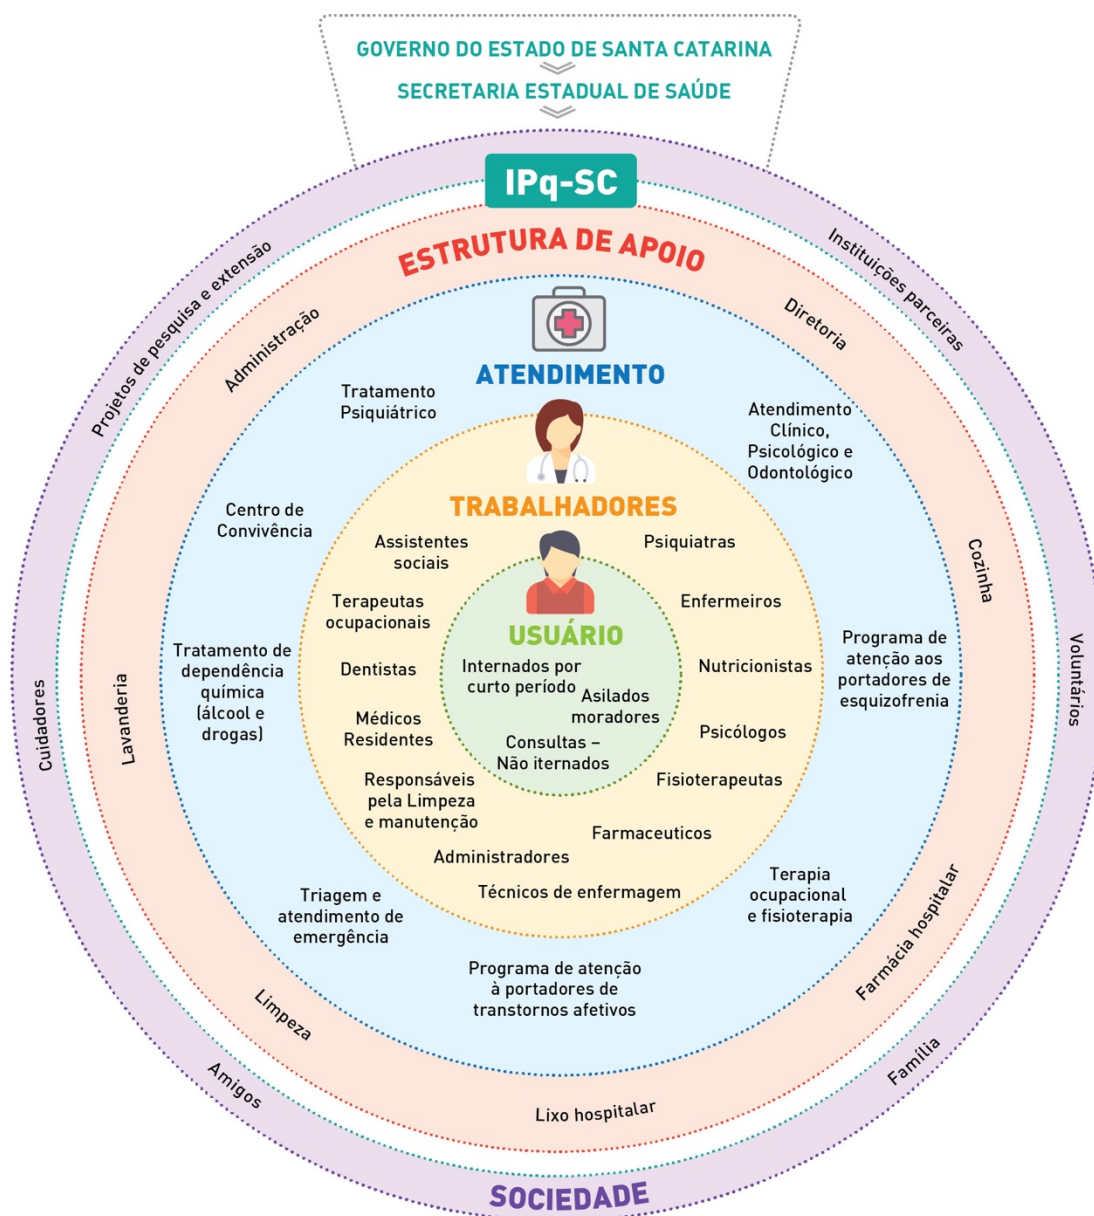 GOVERNO DO ESTADO DE SANTA CATARINA
SECRETARIA ESTADUAL DE SAÚDE
IPq-SC
ESTRUTURA DE APOIO
Projetos de pesquisa e extensão
Instituições parceiras
Administração
Diretoria
ATENDIMENTO
Tratamento
Psiquiátrico
Atendimento
Clínico,
Psicológico e
Odontológico
TRABALHADORES
Centro de
Convivência
Assistentes
sociais
Psiquiatras
Cozinha
Terapeutas
ocupacionais
Enfermeiros
USUÁRIO
Tratamento de
dependência
química
(álcool e
drogas)
Dentistas
Internados por
curto período
Asilados
moradores
Nutricionistas
Programa de
atenção aos
portadores de
esquizofrenia
Cuidadores
Lavanderia
Voluntários
Médicos
Residentes
Consultas –
Não iternados
Psicólogos
Responsáveis
pela Limpeza
e manutenção
Fisioterapeutas
Farmaceuticos
Administradores
Técnicos de enfermagem
Triagem e
atendimento de
emergência
Terapia
ocupacional
e fisioterapia
Programa de atenção
à portadores de
transtornos afetivos
Limpeza
Farmácia hospitalar
Amigos
Lixo hospitalar
Família
SOCIEDADE